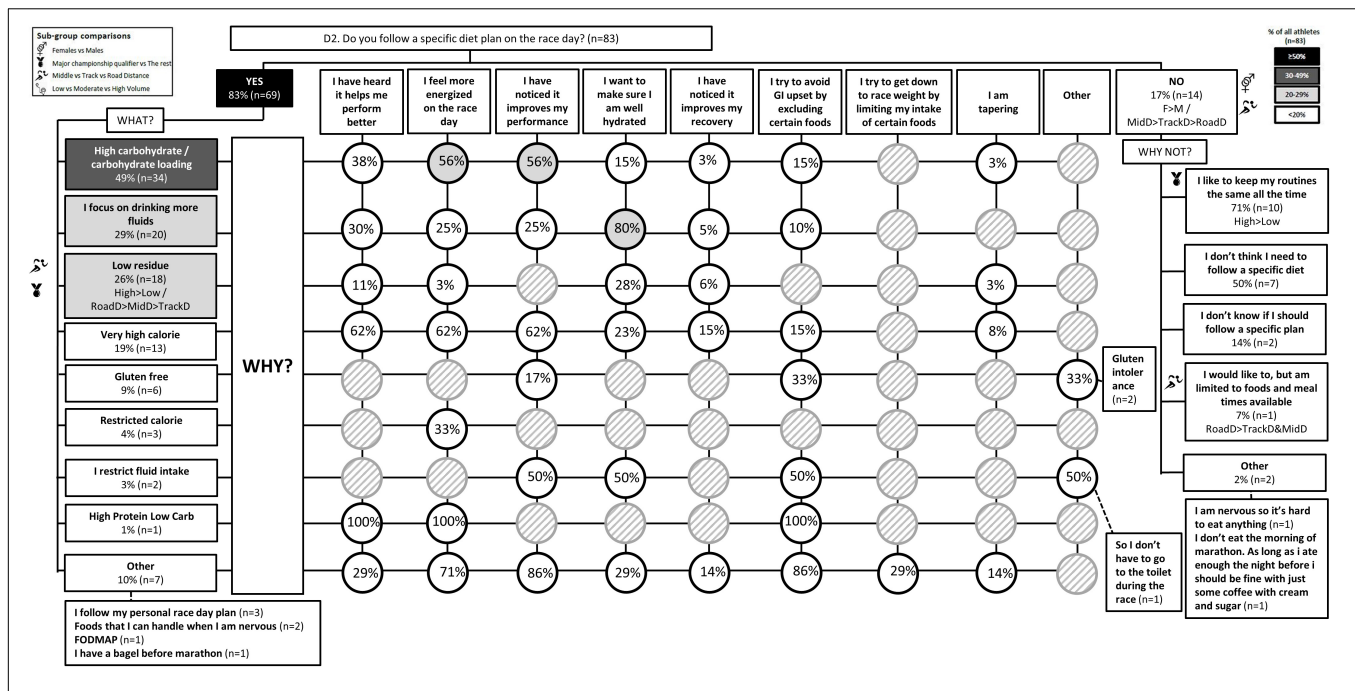 Sub-group comparisons
Females vs Males
Major championship qualifier vs The rest
Middle vs Track vs Road Distance
Low vs Moderate vs High Volume
D2. Do you follow a specific diet plan on the race day? (n=83)
% of all athletes
(n=83)
≥50%
30-49%
20-29%
<20%
YES
83% (n=69)
I have heard
it helps me
perform
better
I feel more
energized
on the race
day
I have
noticed it
improves my
performance
I want to
make sure I
am well
hydrated
I have
noticed it
improves my
recovery
I try to avoid
GI upset by
excluding
certain foods
I try to get down
to race weight by
limiting my intake
of certain foods
I am
tapering
Other
NO
17% (n=14)
F>M /
MidD>TrackD>RoadD
WHAT?
WHY?
WHY NOT?
High carbohydrate /
carbohydrate loading
49% (n=34)
38%
56%
56%
15%
3%
15%
3%
I focus on drinking more
fluids
29% (n=20)
30%
25%
25%
80%
5%
10%
Low residue
26% (n=18)
High>Low /
RoadD>MidD>TrackD
11%
3%
28%
6%
3%
Very high calorie
19% (n=13)
62%
62%
62%
23%
15%
15%
8%
Gluten free
9% (n=6)
17%
33%
33%
Gluten
intoler
ance
(n=2)
Restricted calorie
4% (n=3)
33%
I restrict fluid intake
3% (n=2)
50%
50%
50%
50%
High Protein Low Carb
1% (n=1)
100%
100%
100%
So I don't
have to go
to the toilet
during the
race (n=1)
Other
10% (n=7)
29%
71%
86%
29%
14%
86%
29%
14%
I follow my personal race day plan (n=3)
Foods that I can handle when I am nervous (n=2)
FODMAP (n=1)
I have a bagel before marathon (n=1)
I like to keep my routines
the same all the time
71% (n=10)
High>Low
I don't think I need to
follow a specific diet
50% (n=7)
I don't know if I should
follow a specific plan
14% (n=2)
I would like to, but am
limited to foods and meal
times available
7% (n=1)
RoadD>TrackD&MidD
Other
2% (n=2)
I am nervous so it's hard
to eat anything (n=1)
I don't eat the morning of
marathon. As long as i ate
enough the night before i
should be fine with just
some coffee with cream
and sugar (n=1)